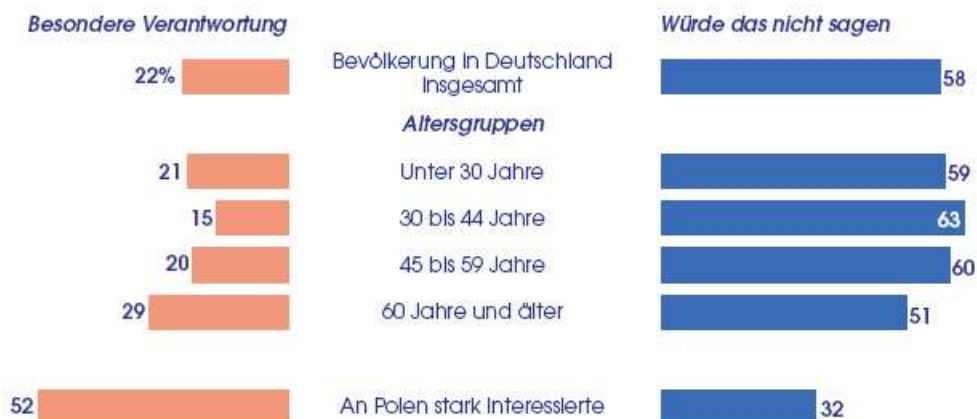 Besondere Verantwortung Würde das nicht sagen
22% Bevölkerung in Deutschland insgesamt 58
Altersgruppen
21 Unter 30 Jahre 59
15 30 bis 44 Jahre 63
20 45 bis 59 Jahre 60
29 60 Jahre und älter 51
52 An Polen stark Interessierte 32